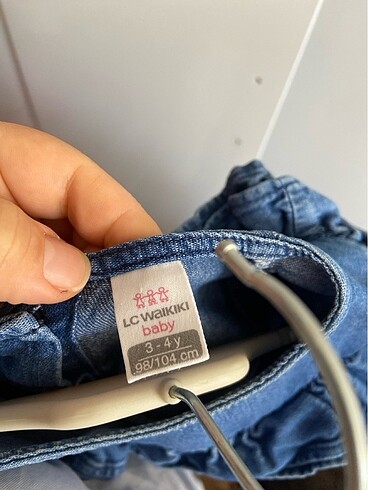 LC WAIKIKI
baby
3 - 4 y
98/104 cm